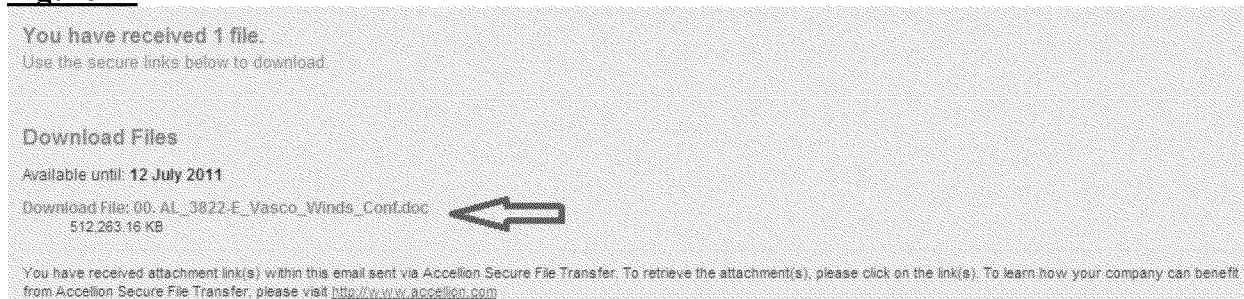 You have received 1 file.
Use the secure links below to download.
Download Files
Available until: 12 July 2011
Download File: 00. AL_3822-E_Vasco_Winds_Conf.doc
512,263.16 KB
You have received attachment link(s) within this email sent via Accellion Secure File Transfer. To retrieve the attachment(s), please click on the link(s). To learn how your company can benefit
from Accellion Secure File Transfer, please visit http://www.accellion.com